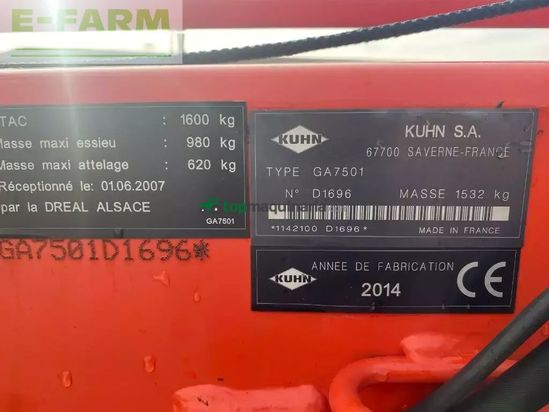 E-FARM
TAC : 1600 kg
Masse maxi essieu : 980 kg
Masse maxi attelage : 620 kg
Réceptionné le: 01.06.2007
par la DREAL ALSACE . .
GA7501
GA7501D1696*
KUHN
KUHN S.A.
67700 SAVERNE-FRANCE
TYPE GA7501
N° D1696 MASSE 1532 kg
topmaquinaria
*1142100 D1696*
MADE IN FRANCE
KUHN
ANNEE DE FABRICATION
2014
CE